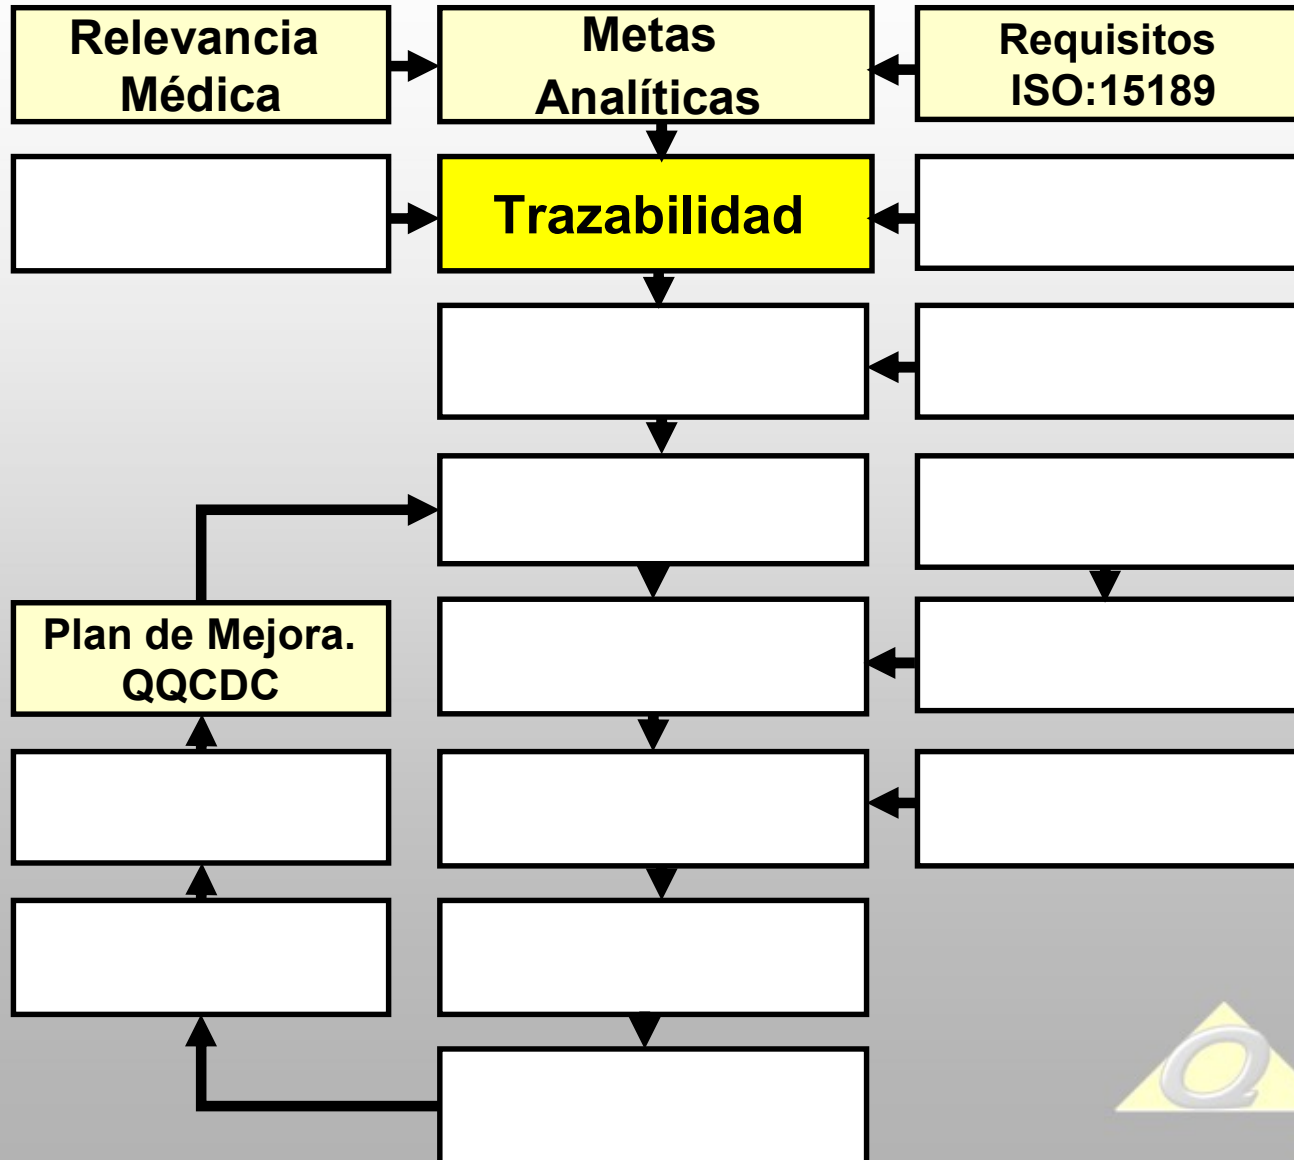 Relevancia
Médica
Metas
Analíticas
Requisitos
ISO:15189
Trazabilidad
Plan de Mejora.
QQCDC
Q